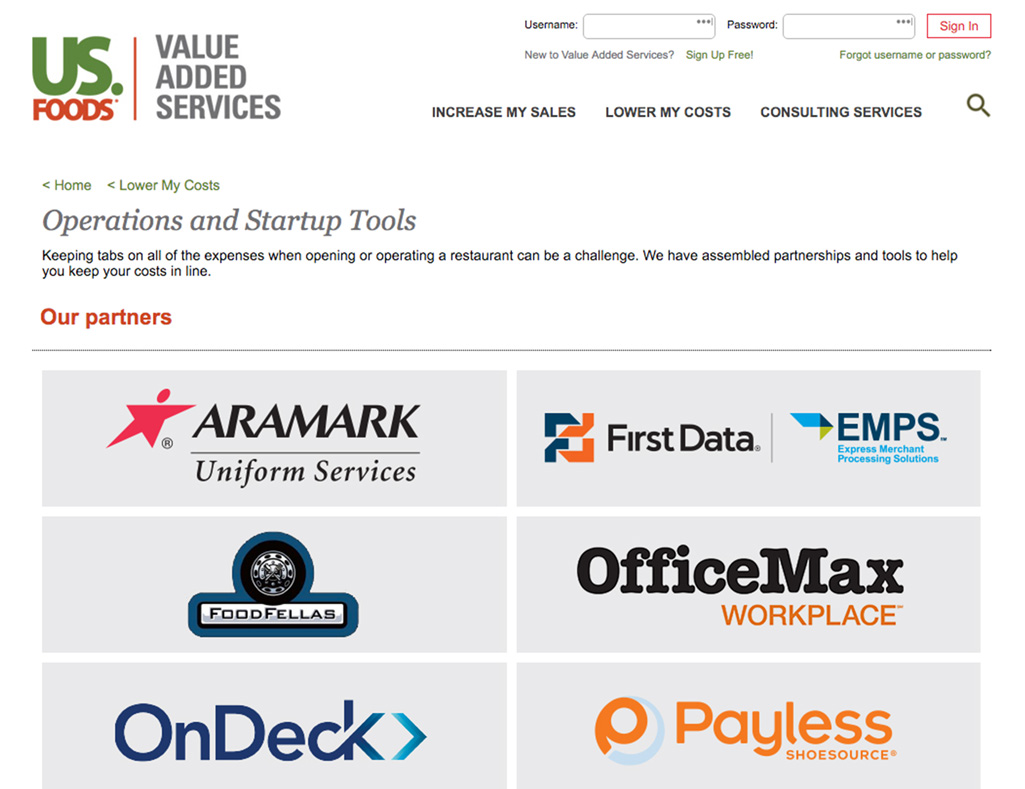 Username:
Password:
Sign In
New to Value Added Services? Sign Up Free!
Forgot username or password?
US.
FOODS
VALUE
ADDED
SERVICES
INCREASE MY SALES
LOWER MY COSTS
CONSULTING SERVICES
< Home < Lower My Costs
Operations and Startup Tools
Keeping tabs on all of the expenses when opening or operating a restaurant can be a challenge. We have assembled partnerships and tools to help
you keep your costs in line.
Our partners
ARAMARK
Uniform Services
®
First Data®
EMPS™
Express Merchant
Processing Solutions
FOODFELLAS
OfficeMax
WORKPLACE™
OnDeck
Payless
SHOESOURCE®